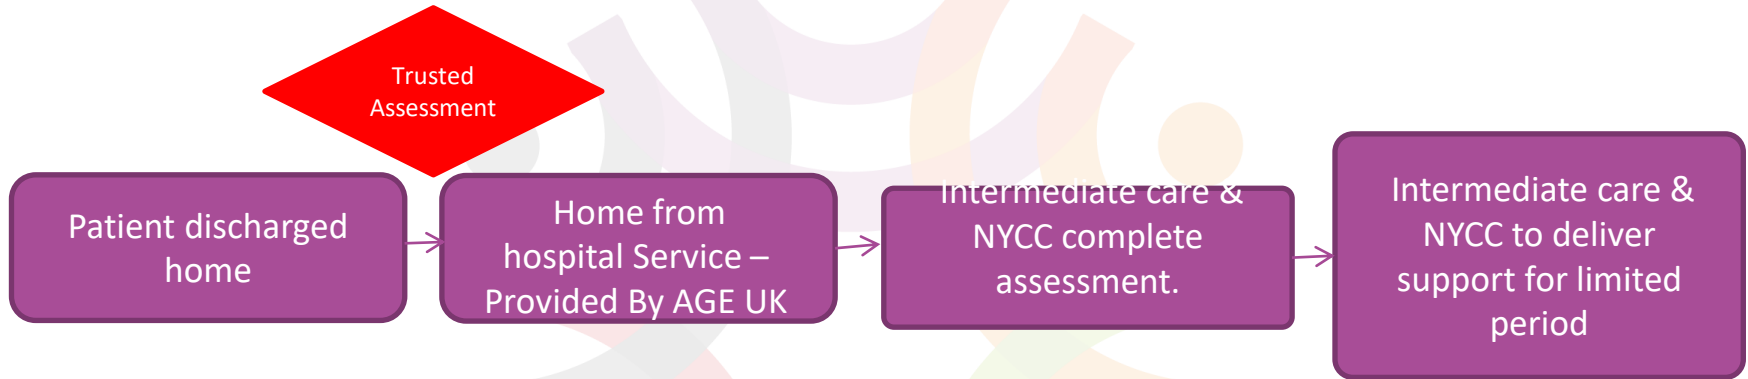 Trusted
Assessment
Patient discharged
home
Home from
hospital Service –
Provided By AGE UK
Intermediate care &
NYCC complete
assessment.
Intermediate care &
NYCC to deliver
support for limited
period